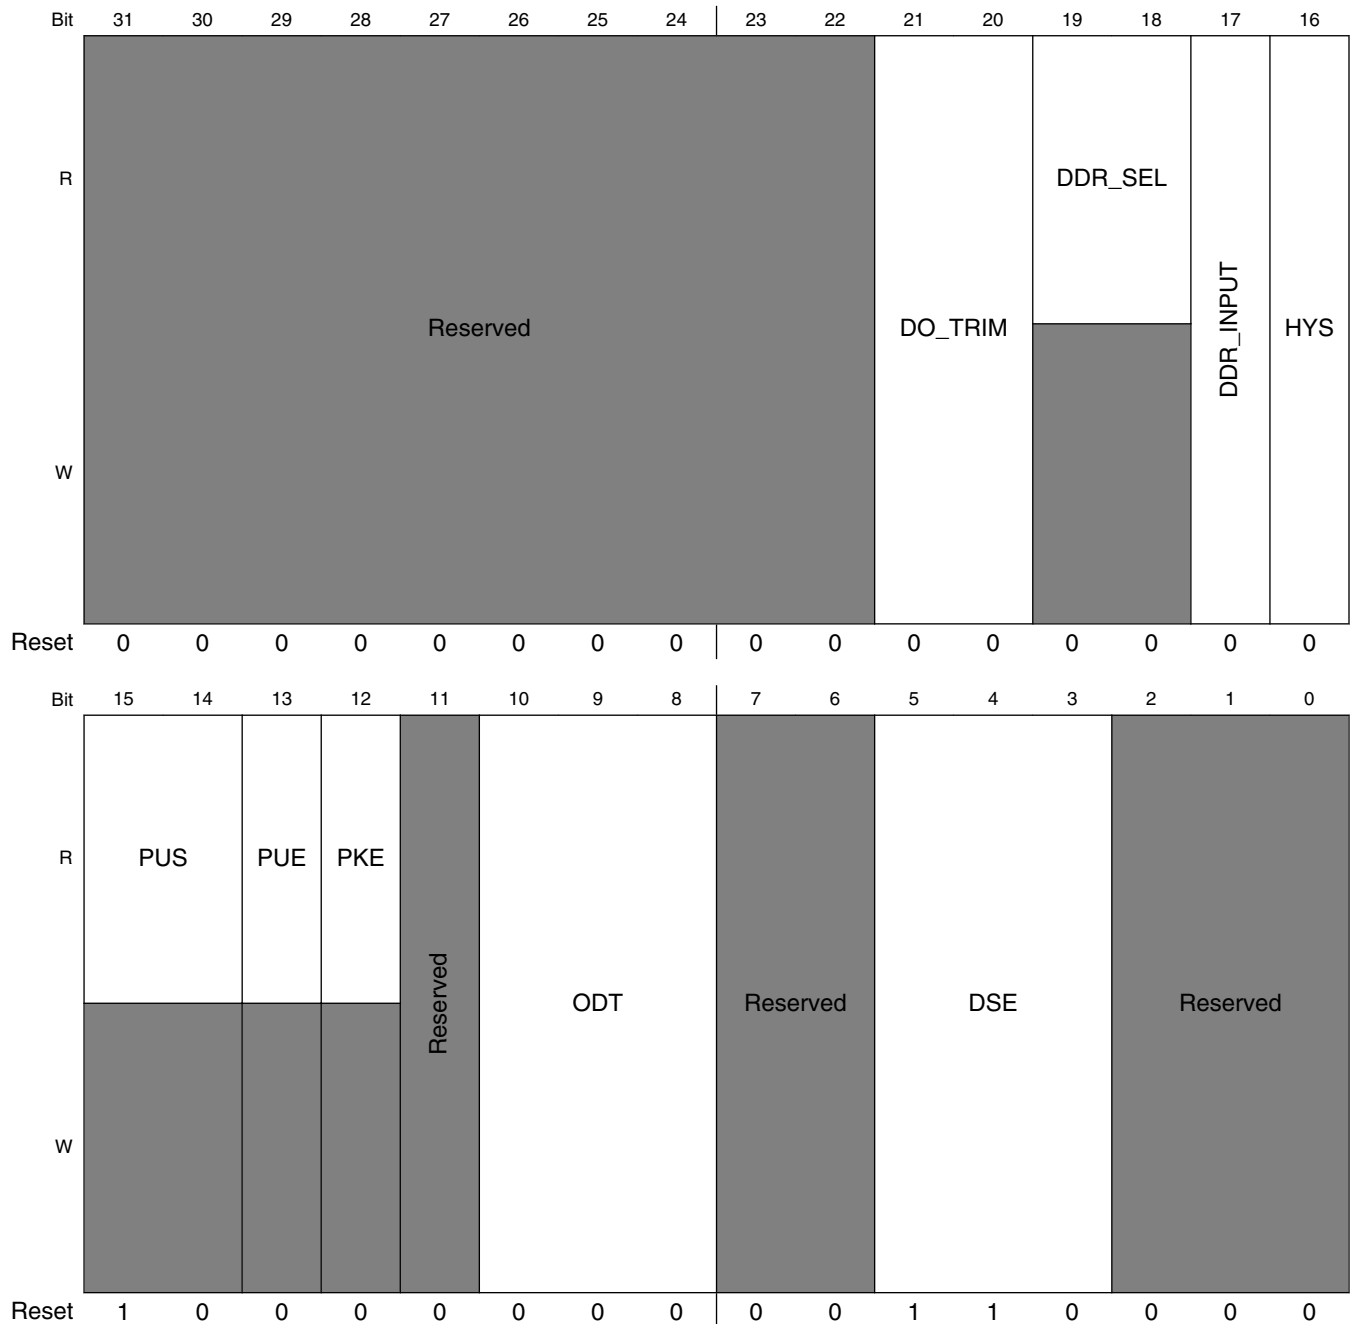 Bit 31 30 29 28 27 26 25 24 23 22 21 20 19 18 17 16
R
DDR_SEL
Reserved
DO_TRIM
DDR_INPUT
HYS
W
Reset 0 0 0 0 0 0 0 0 0 0 0 0 0 0 0 0
Bit 15 14 13 12 11 10 9 8 7 6 5 4 3 2 1 0
R PUS PUE PKE
Reserved
ODT Reserved DSE Reserved
W
Reset 1 0 0 0 0 0 0 0 0 0 1 1 0 0 0 0